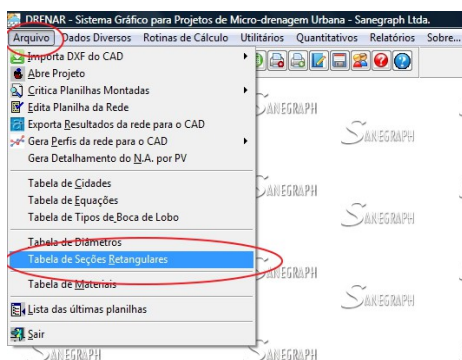 DRENAR - Sistema Gráfico para Projetos de Micro-drenagem Urbana - Sanegraph Ltda.
Arquivo Dados Diversos Rotinas de Cálculo Utilitários Quantitativos Relatórios Sobre...
Importa DXF do CAD
Abre Projeto
Critica Planilhas Montadas
Edita Planilha da Rede
Exporta Resultados da rede para o CAD
Gera Perfis da rede para o CAD
Gera Detalhamento do N.A. por PV
Tabela de Cidades
Tabela de Equações
Tabela de Tipos de Boca de Lobo
Tabela de Diâmetros
Tabela de Seções Retangulares
Tabela de Materiais
Lista das últimas planilhas
Sair
SANEGRAPH
SANEGRAPH
SANEGRAPH
SANEGRAPH
SANEGRAPH
SANEGRAPH
SANEGRAPH
SANEGRAPH